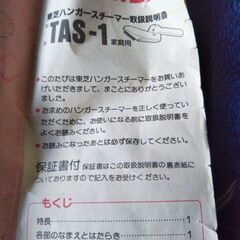 東芝ハンガースチーマー取扱説明書
TAS-1 家庭用
●このたびは東芝ハンガースチーマーをお買いあ
げいただきまして、まことにありがとうございまし
た。
●お求めのハンガースチーマーを正しく使っていた
だくために、お使いになる前にこの取扱説明書を
よくお読みください。
●お読みになったあとは必ず保存してください。
保証書付 保証書はこの取扱説明書の裏表紙に
ついておりますので記入をお受けください。
もくじ
特長 1
各部のなまえとはたらき 1